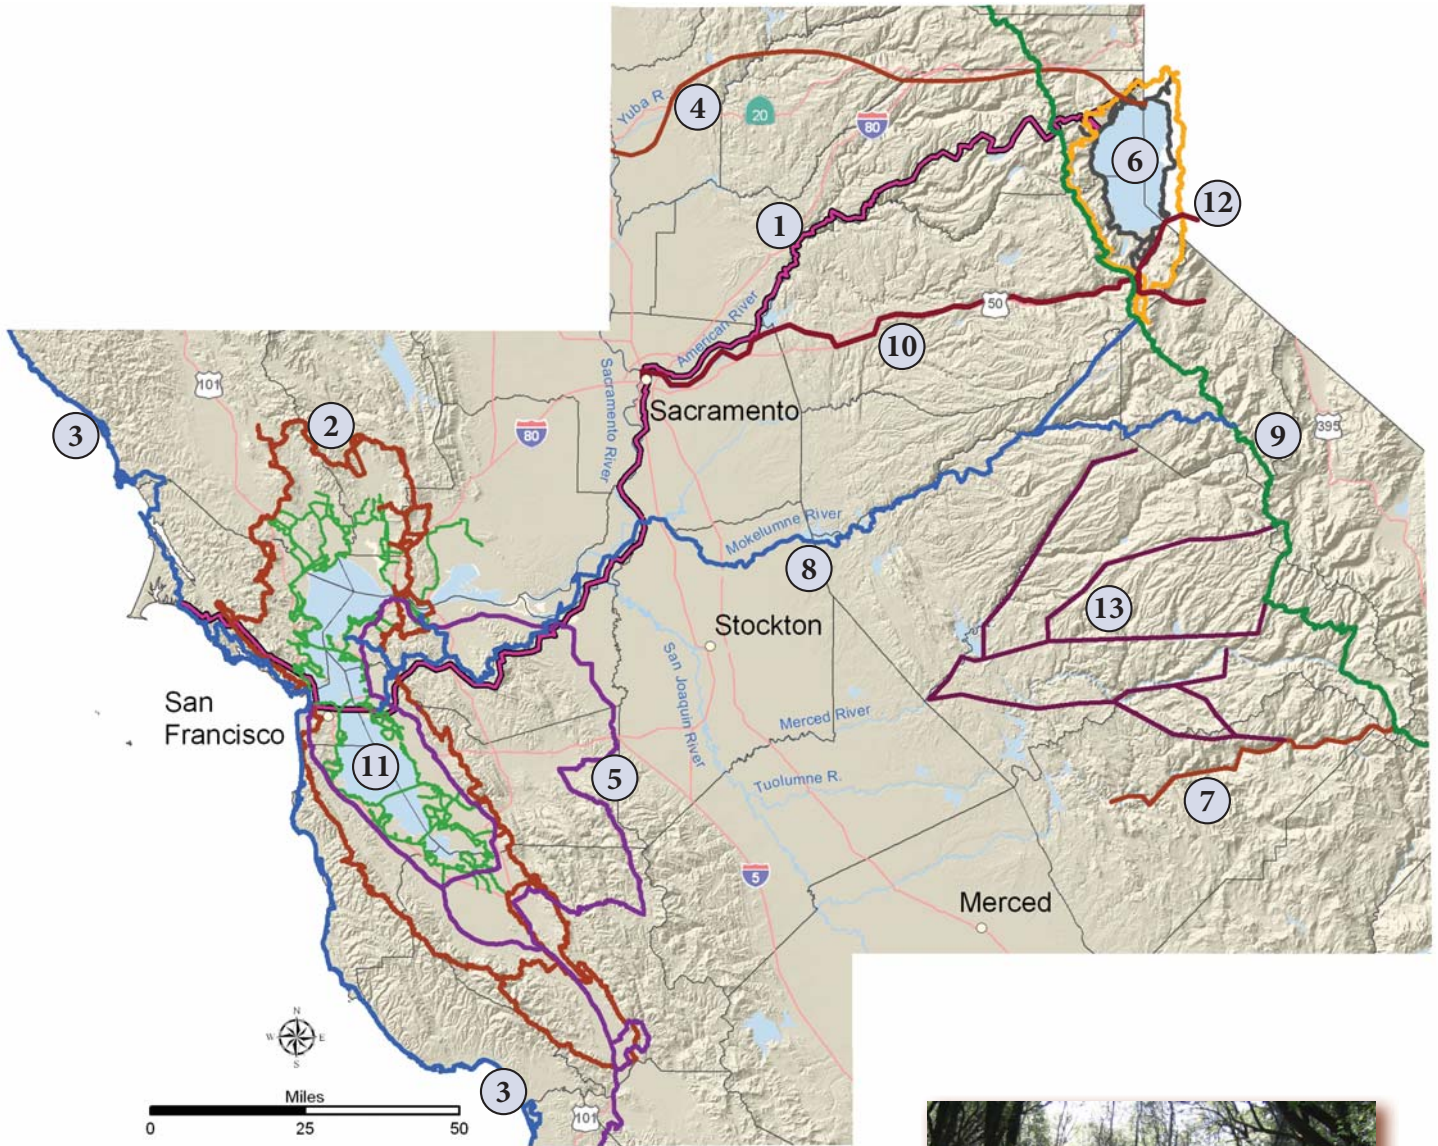 Yuba R.
4
20
80
6
12
1
American River
50
10
3
101
2
80
Sacramento River
Sacramento
9
395
Mokelumne River
8
13
Stockton
San
Francisco
San Joaquin River
Merced River
11
5
Tuolumne R.
7
5
Merced
N
W E
S
Miles
0 25 50
3
101